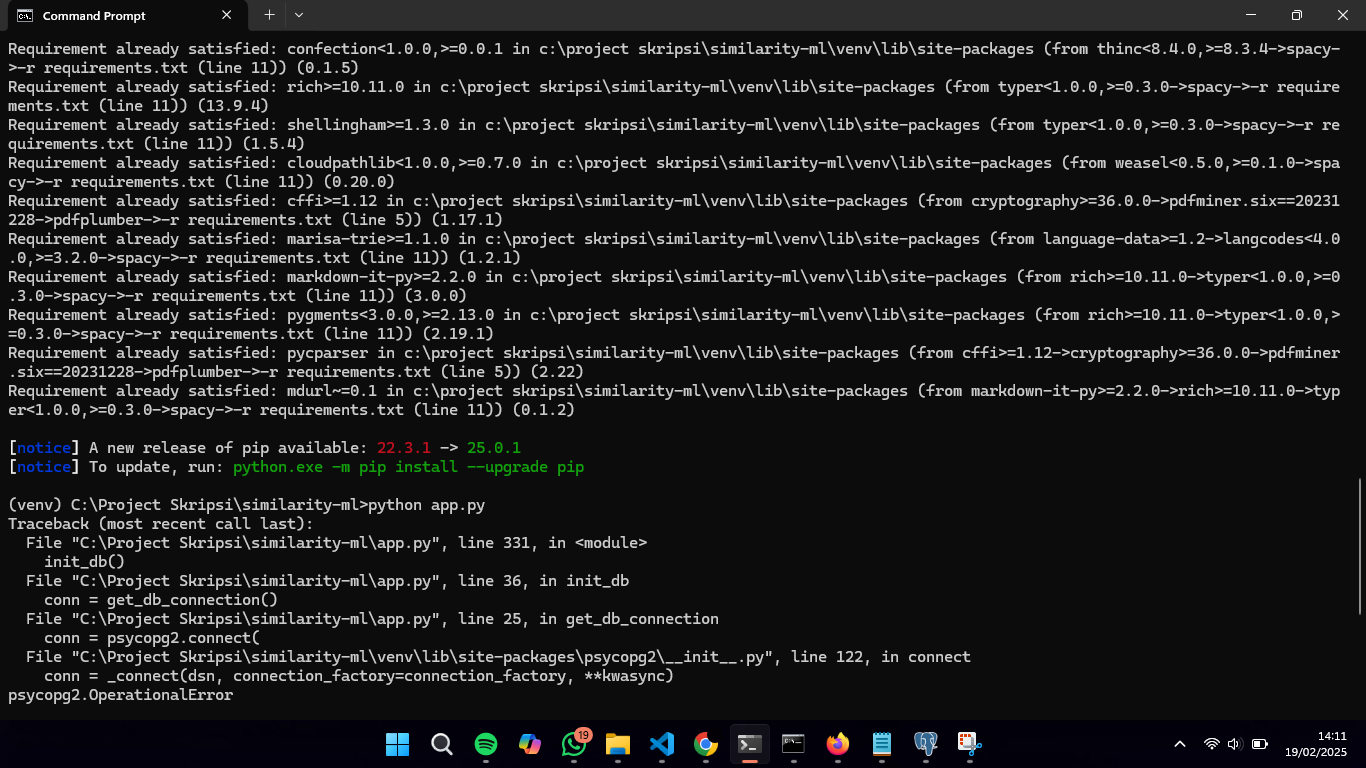 Command Prompt
Requirement already satisfied: confection<1.0.0,>=0.0.1 in c:\project skripsi\similarity-ml\venv\lib\site-packages (from thinc<8.4.0,>=8.3.4->spacy-
>-r requirements.txt (line 11)) (0.1.5)
Requirement already satisfied: rich>=10.11.0 in c:\project skripsi\similarity-ml\venv\lib\site-packages (from typer<1.0.0,>=0.3.0->spacy->-r require
ments.txt (line 11)) (13.9.4)
Requirement already satisfied: shellingham>=1.3.0 in c:\project skripsi\similarity-ml\venv\lib\site-packages (from typer<1.0.0,>=0.3.0->spacy->-r re
quirements.txt (line 11)) (1.5.4)
Requirement already satisfied: cloudpathlib<1.0.0,>=0.7.0 in c:\project skripsi\similarity-ml\venv\lib\site-packages (from weasel<0.5.0,>=0.1.0->spa
cy->-r requirements.txt (line 11)) (0.20.0)
Requirement already satisfied: cffi>=1.12 in c:\project skripsi\similarity-ml\venv\lib\site-packages (from cryptography>=36.0.0->pdfminer.six==20231
228->pdfplumber->-r requirements.txt (line 5)) (1.17.1)
Requirement already satisfied: marisa-trie>=1.1.0 in c:\project skripsi\similarity-ml\venv\lib\site-packages (from language-data>=1.2->langcodes<4.0
.0,>=3.2.0->spacy->-r requirements.txt (line 11)) (1.2.1)
Requirement already satisfied: markdown-it-py>=2.2.0 in c:\project skripsi\similarity-ml\venv\lib\site-packages (from rich>=10.11.0->typer<1.0.0,>=0
.3.0->spacy->-r requirements.txt (line 11)) (3.0.0)
Requirement already satisfied: pygments<3.0.0,>=2.13.0 in c:\project skripsi\similarity-ml\venv\lib\site-packages (from rich>=10.11.0->typer<1.0.0,>
=0.3.0->spacy->-r requirements.txt (line 11)) (2.19.1)
Requirement already satisfied: pycparser in c:\project skripsi\similarity-ml\venv\lib\site-packages (from cffi>=1.12->cryptography>=36.0.0->pdfminer
.six==20231228->pdfplumber->-r requirements.txt (line 5)) (2.22)
Requirement already satisfied: mdurl~=0.1 in c:\project skripsi\similarity-ml\venv\lib\site-packages (from markdown-it-py>=2.2.0->rich>=10.11.0->typ
er<1.0.0,>=0.3.0->spacy->-r requirements.txt (line 11)) (0.1.2)
[notice] A new release of pip available: 22.3.1 -> 25.0.1
[notice] To update, run: python.exe -m pip install --upgrade pip
(venv) C:\Project Skripsi\similarity-ml>python app.py
Traceback (most recent call last):
  File "C:\Project Skripsi\similarity-ml\app.py", line 331, in <module>
    init_db()
  File "C:\Project Skripsi\similarity-ml\app.py", line 36, in init_db
    conn = get_db_connection()
  File "C:\Project Skripsi\similarity-ml\app.py", line 25, in get_db_connection
    conn = psycopg2.connect(
  File "C:\Project Skripsi\similarity-ml\venv\lib\site-packages\psycopg2\__init__.py", line 122, in connect
    conn = _connect(dsn, connection_factory=connection_factory, **kwasync)
psycopg2.OperationalError
19
14:11
19/02/2025